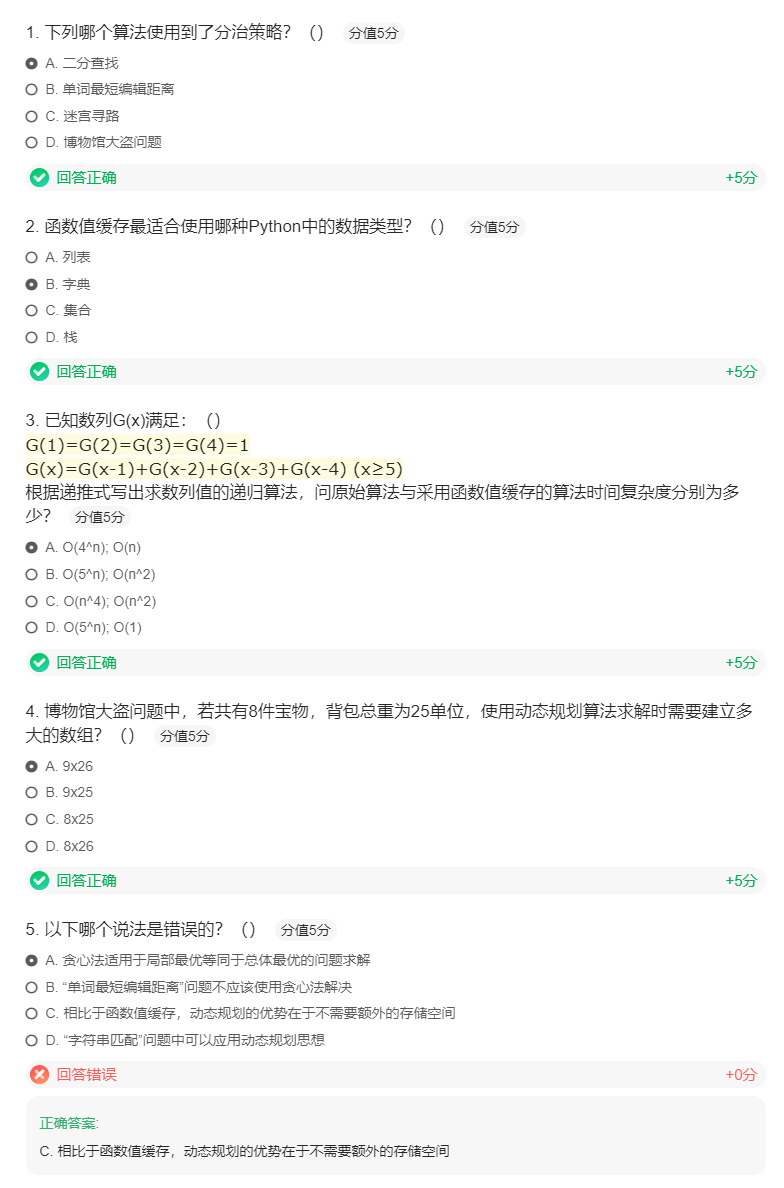 1. 下列哪个算法使用到了分治策略？（） 分值5分
A. 二分查找
B. 单词最短编辑距离
C. 迷宫寻路
D. 博物馆大盗问题
回答正确 +5分
2. 函数值缓存最适合使用哪种Python中的数据类型？（） 分值5分
A. 列表
B. 字典
C. 集合
D. 栈
回答正确 +5分
3. 已知数列G(x)满足：（）
G(1)=G(2)=G(3)=G(4)=1
G(x)=G(x-1)+G(x-2)+G(x-3)+G(x-4) (x≥5)
根据递推式写出求数列值的递归算法，问原始算法与采用函数值缓存的算法时间复杂度分别为多
少？ 分值5分
A. O(4^n); O(n)
B. O(5^n); O(n^2)
C. O(n^4); O(n^2)
D. O(5^n); O(1)
回答正确 +5分
4. 博物馆大盗问题中，若共有8件宝物，背包总重为25单位，使用动态规划算法求解时需要建立多
大的数组？（） 分值5分
A. 9x26
B. 9x25
C. 8x25
D. 8x26
回答正确 +5分
5. 以下哪个说法是错误的？（） 分值5分
A. 贪心法适用于局部最优等同于总体最优的问题求解
B. “单词最短编辑距离”问题不应该使用贪心法解决
C. 相比于函数值缓存，动态规划的优势在于不需要额外的存储空间
D. “字符串匹配”问题中可以应用动态规划思想
回答错误 +0分
正确答案:
C. 相比于函数值缓存，动态规划的优势在于不需要额外的存储空间